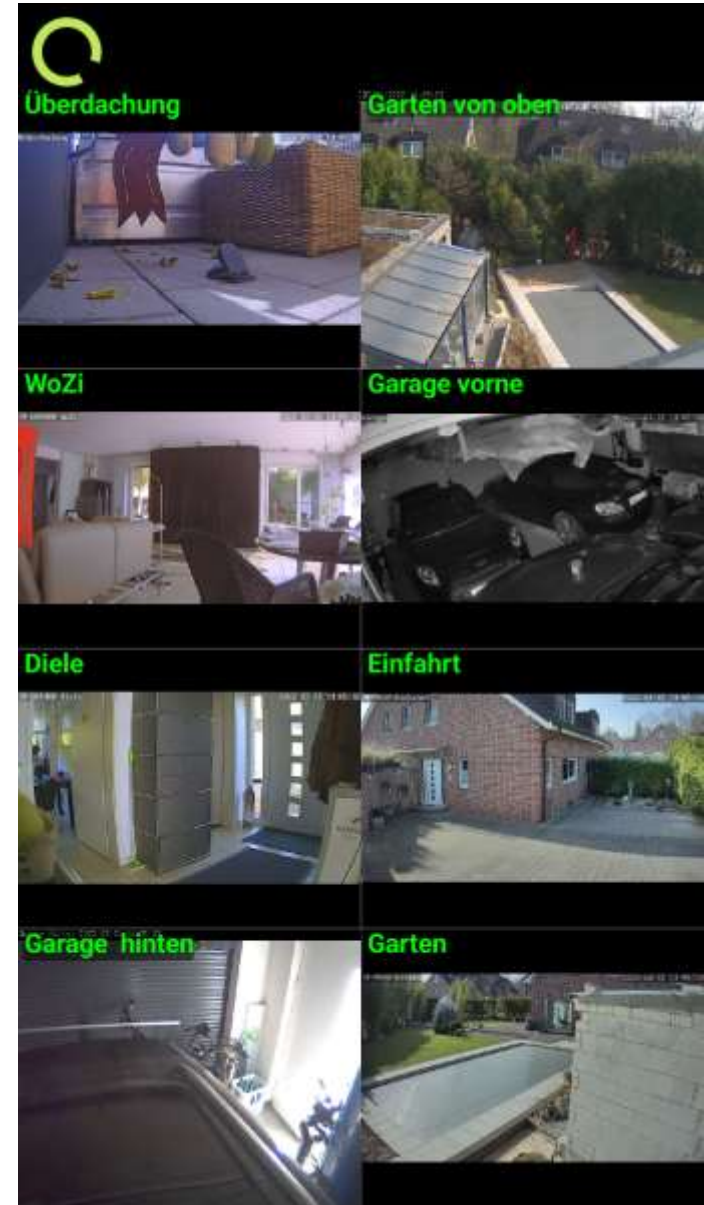 Überdachung
Garten von oben
WoZi
Garage vorne
Diele
Einfahrt
Garage hinten
Garten